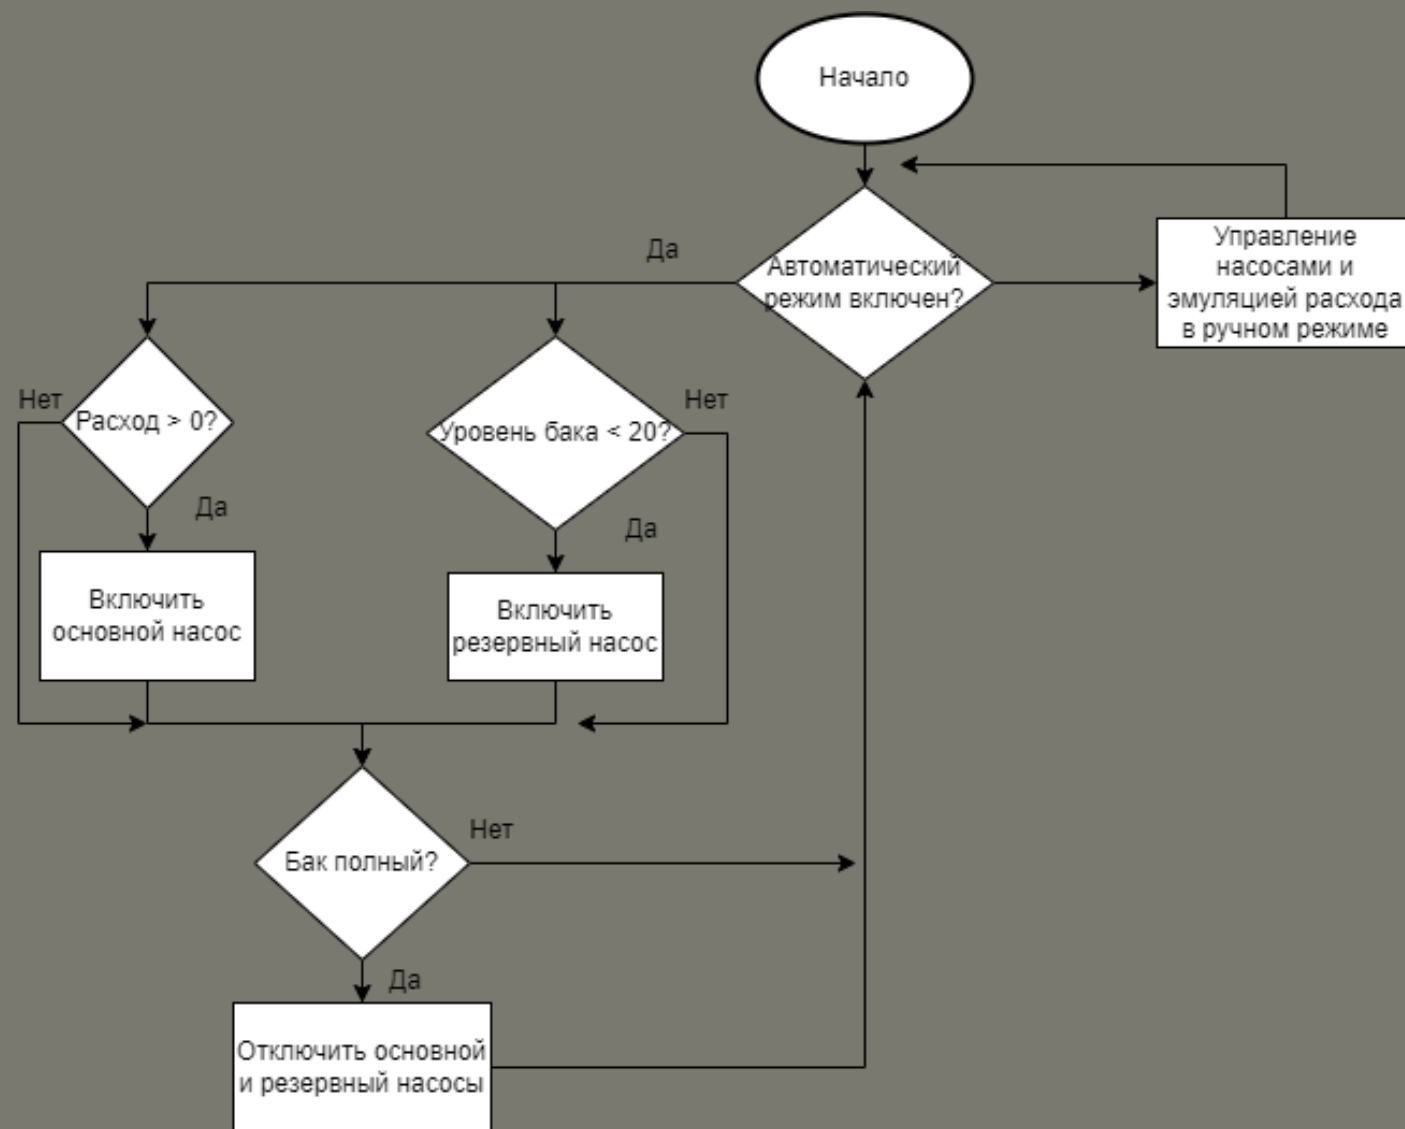 Начало
Да
Автоматический
режим включен?
Управление
насосами и
эмуляцией расхода
в ручном режиме
Нет
Расход > 0?
Уровень бака < 20?
Нет
Да
Да
Включить
основной насос
Включить
резервный насос
Нет
Бак полный?
Да
Отключить основной
и резервный насосы